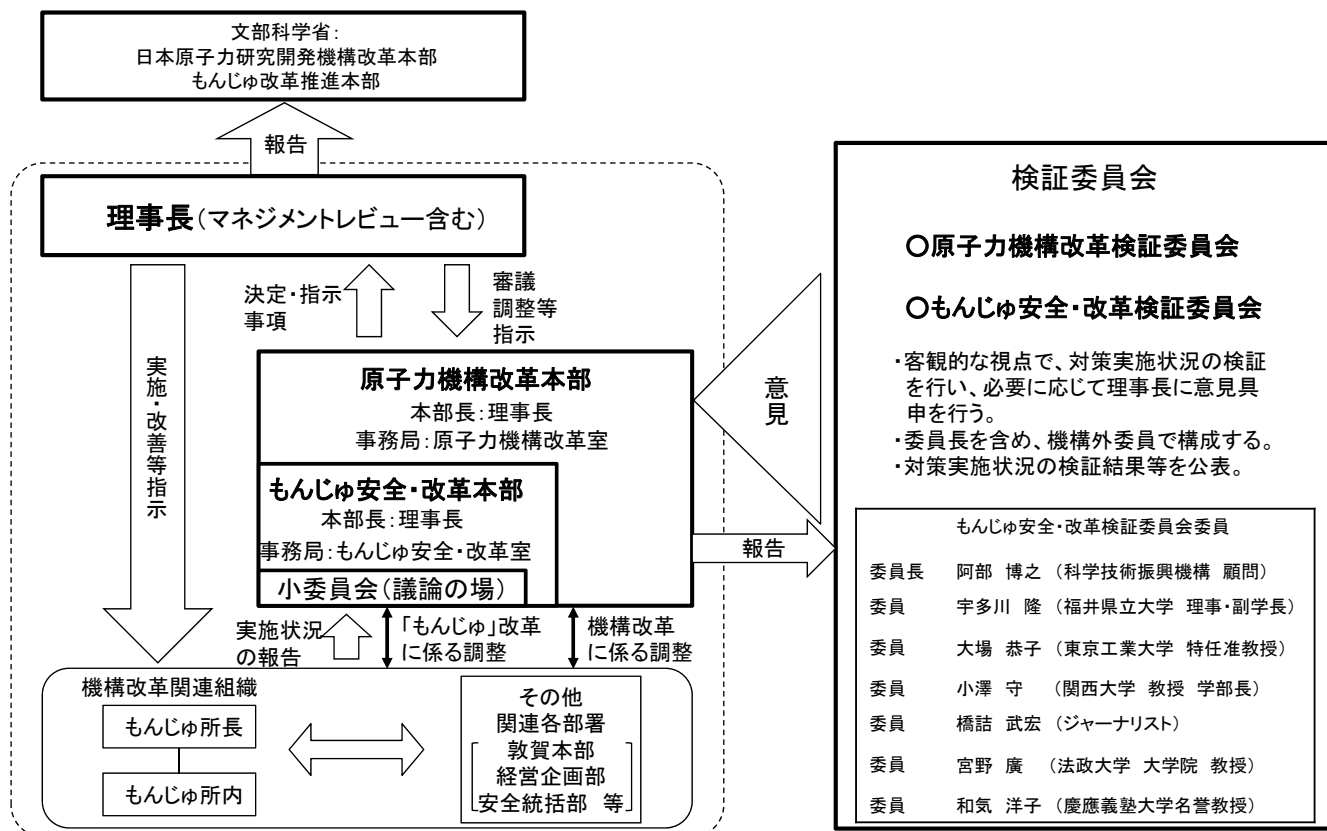 文部科学省:
日本原子力研究開発機構改革本部
もんじゅ改革推進本部
報告
理事長(マネジメントレビュー含む)
決定・指示
事項
審議
調整等
指示
実施・改善等指示
原子力機構改革本部
本部長:理事長
事務局:原子力機構改革室
もんじゅ安全・改革本部
本部長:理事長
事務局:もんじゅ安全・改革室
小委員会(議論の場)
実施状況
の報告
「もんじゅ」改革
に係る調整
機構改革
に係る調整
機構改革関連組織
もんじゅ所長
もんじゅ所内
その他
関連各部署
敦賀本部
経営企画部
安全統括部 等
意見
報告
検証委員会
○原子力機構改革検証委員会
○もんじゅ安全・改革検証委員会
・客観的な視点で、対策実施状況の検証
を行い、必要に応じて理事長に意見具
申を行う。
・委員長を含め、機構外委員で構成する。
・対策実施状況の検証結果等を公表。
もんじゅ安全・改革検証委員会委員
委員長 阿部 博之 (科学技術振興機構 顧問)
委員 宇多川 隆 (福井県立大学 理事・副学長)
委員 大場 恭子 (東京工業大学 特任准教授)
委員 小澤 守 (関西大学 教授 学部長)
委員 橋詰 武宏 (ジャーナリスト)
委員 宮野 廣 (法政大学 大学院 教授)
委員 和気 洋子 (慶應義塾大学名誉教授)